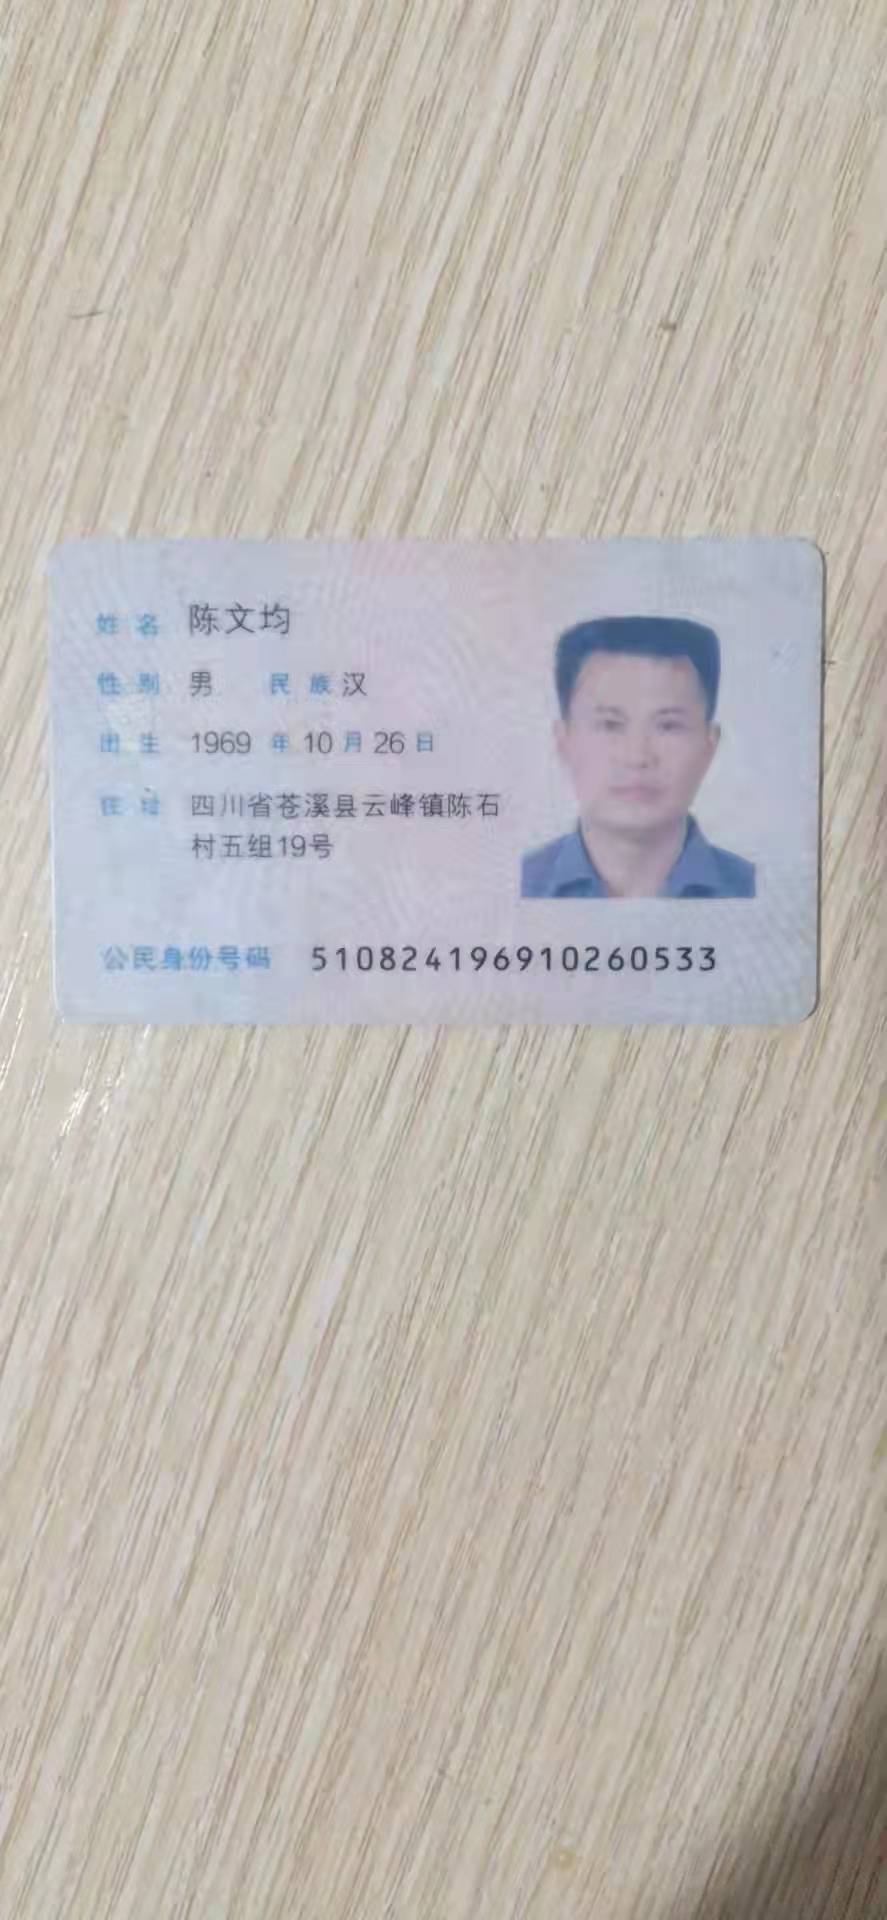 姓名 陈文均
性别 男 民族 汉
出生 1969 年 10 月 26 日
住址 四川省苍溪县云峰镇陈石
村五组19号
公民身份号码 510824196910260533